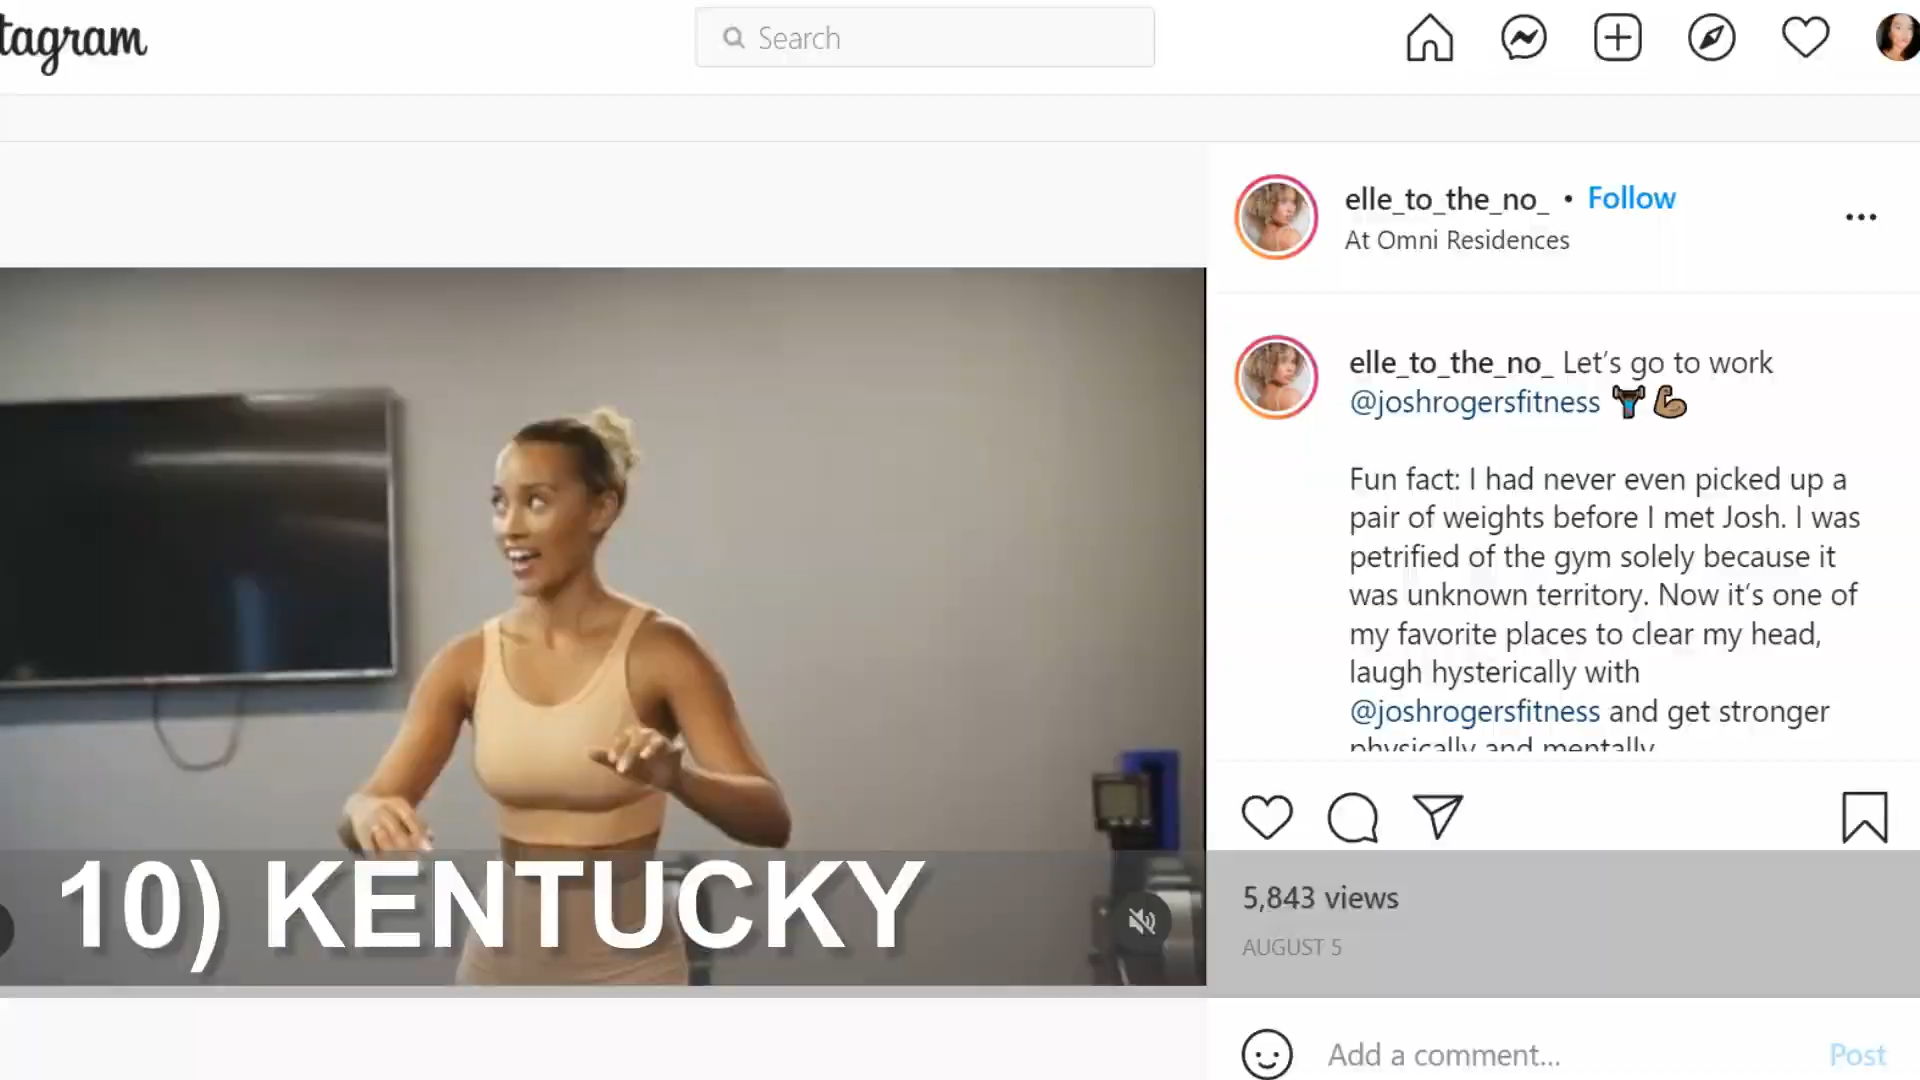 tagram
Search
elle_to_the_no_ • Follow
At Omni Residences
elle_to_the_no_ Let's go to work
@joshrogersfitness
Fun fact: I had never even picked up a
pair of weights before I met Josh. I was
petrified of the gym solely because it
was unknown territory. Now it's one of
my favorite places to clear my head,
laugh hysterically with
@joshrogersfitness and get stronger
physically and mentally
10) KENTUCKY
5,843 views
AUGUST 5
Add a comment...
Post